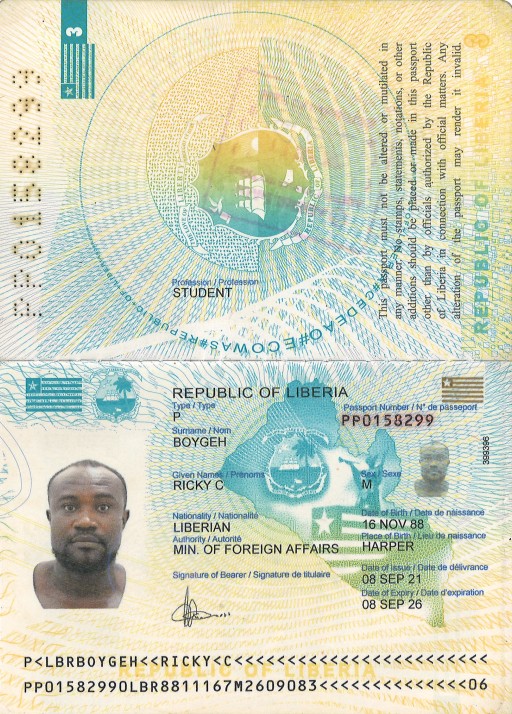 3
PP0158299
Profession / Profession
STUDENT
This passport must not be altered or mutilated in
any manner. No stamps, statements, notations, or other
additions should be placed or made in this passport
other than by officials authorized by the Republic
of Liberia in connection with official matters. Any
alteration of the passport may render it invalid.
REPUBLIC OF LIBERIA 3
#CEDEAO#ECOWAS#REPUBLIC
REPUBLIC OF LIBERIA
Type / Type
P
Passport Number / N° de passeport
PP0158299
Surname / Nom
BOYGEH
399396
Given Names / Prénoms
RICKY C
Sex / Sexe
M
Nationality / Nationalité
LIBERIAN
Date of Birth / Date de naissance
16 NOV 88
Authority / Autorité
MIN. OF FOREIGN AFFAIRS
Place of Birth / Lieu de naissance
HARPER
Signature of Bearer / Signature de titulaire
Date of issue / Date de délivrance
08 SEP 21
Date of Expiry / Date d'expiration
08 SEP 26
P<LBRBOYGEH<<RICKY<C<<<<<<<<<<<<<<<<<<<<<<<<
REPUBLIC OF LIBERIA
PP01582990LBR8811167M2609083<<<<<<<<<<<<<<06